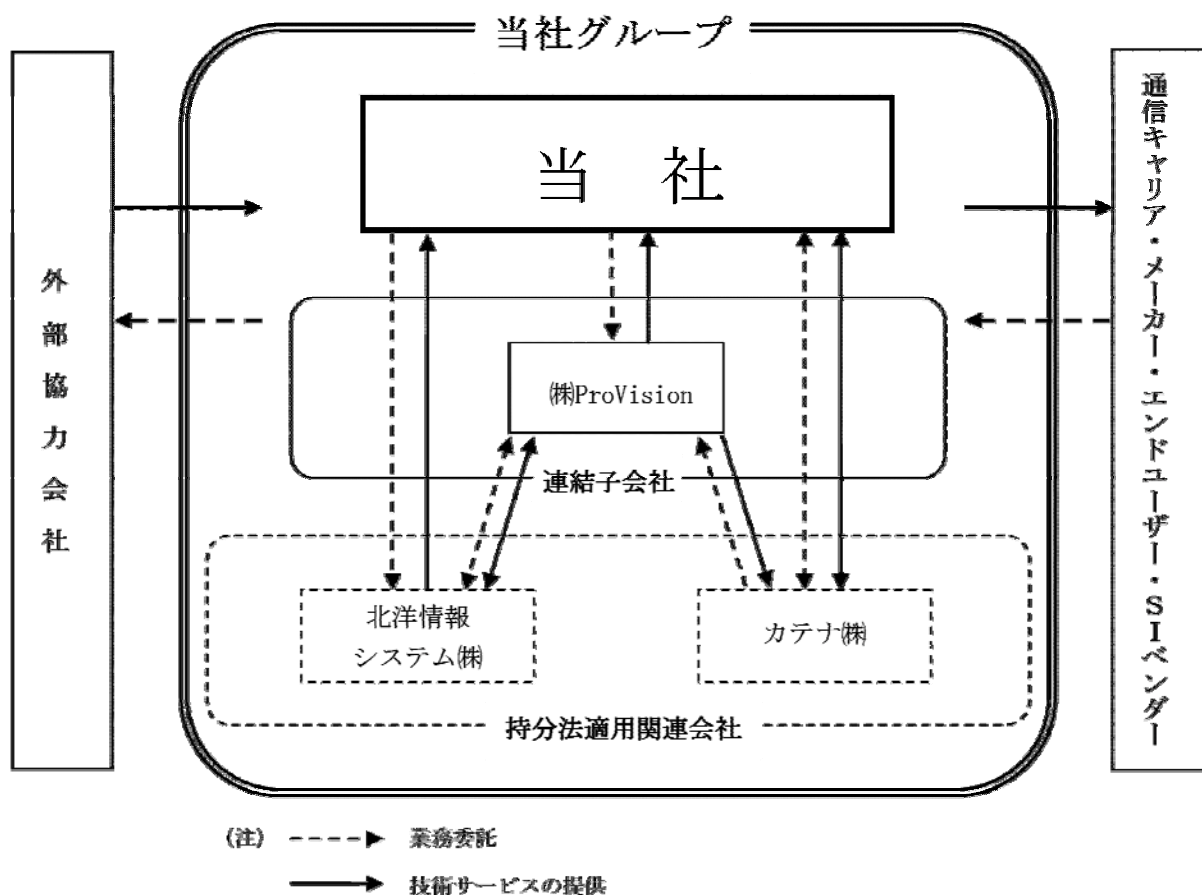 当社グループ
当 社
外部協力会社
通信キャリア・メーカー・エンドユーザー・SIベンダー
㈱ProVision
連結子会社
北洋情報
システム㈱
カテナ㈱
持分法適用関連会社
(注) 業務委託
技術サービスの提供